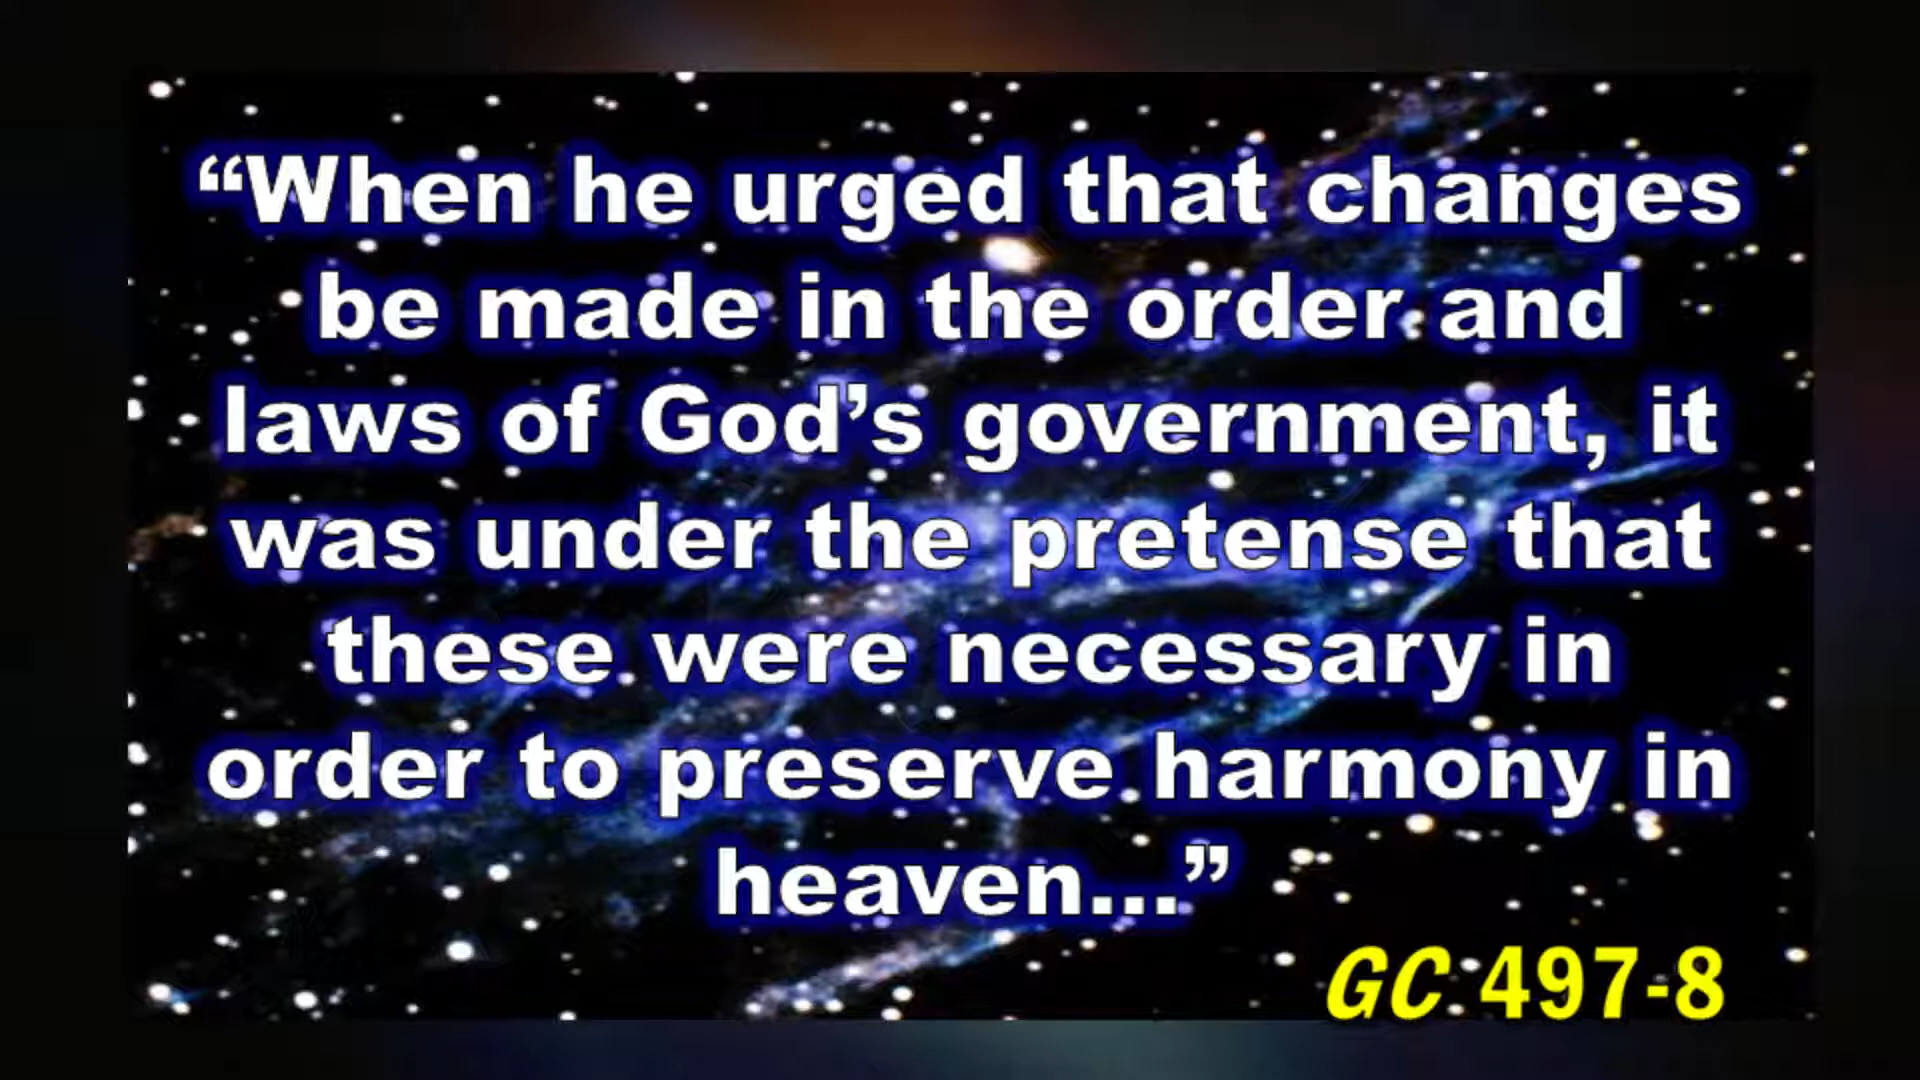 “When he urged that changes
be made in the order and
laws of God’s government, it
was under the pretense that
these were necessary in
order to preserve harmony in
heaven...”
GC 497-8